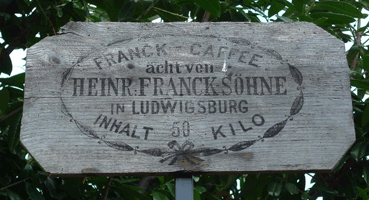 FRANCK-CAFFEE
ächt von
HEINR. FRANCK SÖHNE
IN LUDWIGSBURG
INHALT 50 KILO